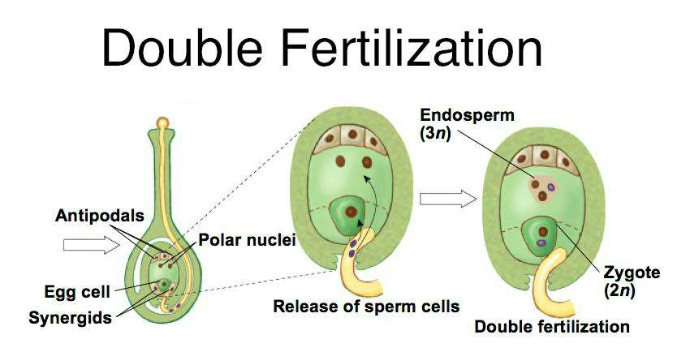 Double Fertilization
Antipodals
Polar nuclei
Egg cell
Synergids
Release of sperm cells
Endosperm
(3n)
Zygote
(2n)
Double fertilization